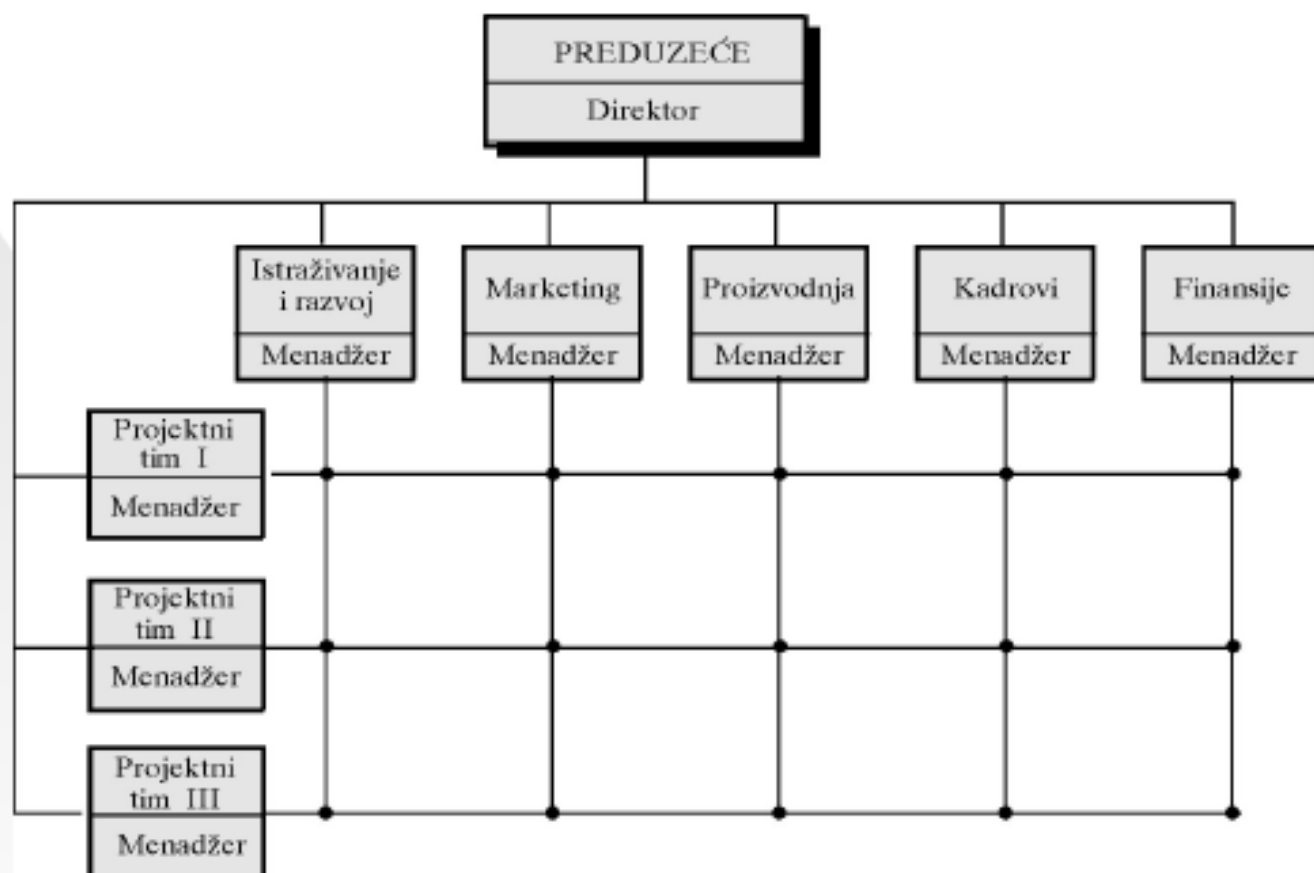 PREDUZEĆE
Direktor
Istraživanje
i razvoj
Menadžer
Marketing
Menadžer
Proizvodnja
Menadžer
Kadrovi
Menadžer
Finansije
Menadžer
Projektni
tim I
Menadžer
Projektni
tim II
Menadžer
Projektni
tim III
Menadžer